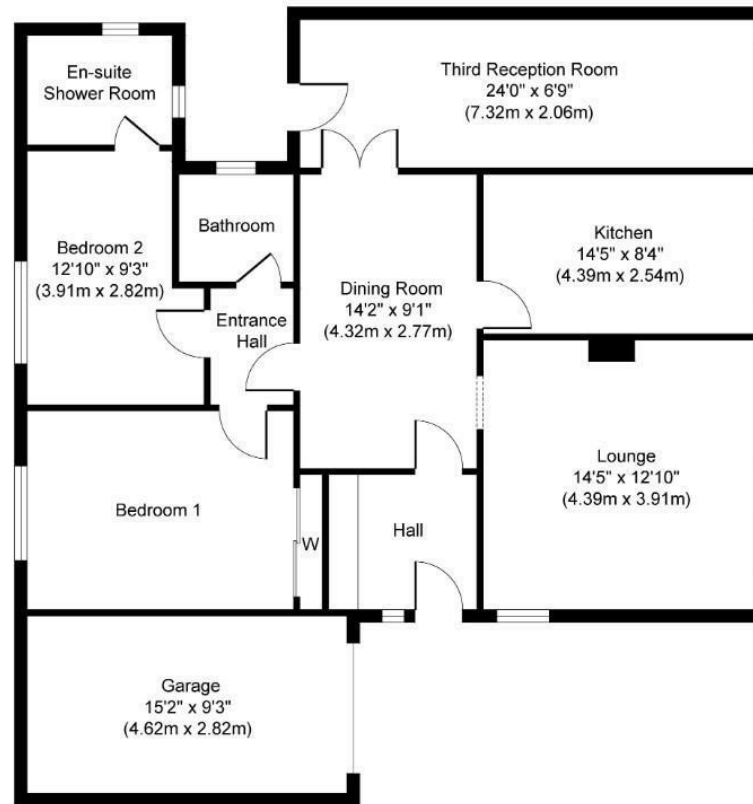 En-suite
Shower Room
Third Reception Room
24'0" x 6'9"
(7.32m x 2.06m)
Bedroom 2
12'10" x 9'3"
(3.91m x 2.82m)
Bathroom
Kitchen
14'5" x 8'4"
(4.39m x 2.54m)
Dining Room
14'2" x 9'1"
(4.32m x 2.77m)
Entrance
Hall
Lounge
14'5" x 12'10"
(4.39m x 3.91m)
Bedroom 1
W
Hall
Garage
15'2" x 9'3"
(4.62m x 2.82m)